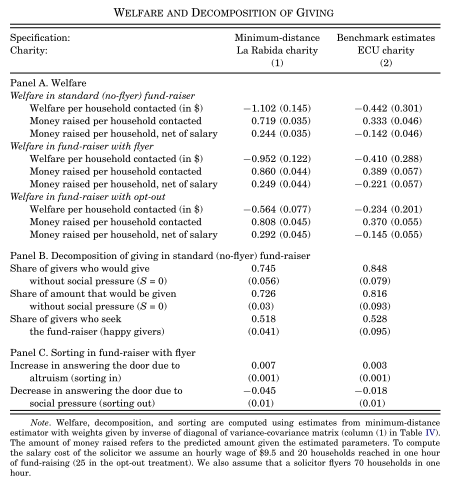 WELFARE AND DECOMPOSITION OF GIVING
Specification: Minimum-distance Benchmark estimates
Charity: La Rabida charity ECU charity
(1) (2)
Panel A. Welfare
Welfare in standard (no-flyer) fund-raiser
Welfare per household contacted (in $) −1.102 (0.145) −0.442 (0.301)
Money raised per household contacted 0.719 (0.035) 0.333 (0.046)
Money raised per household, net of salary 0.244 (0.035) −0.142 (0.046)
Welfare in fund-raiser with flyer
Welfare per household contacted (in $) −0.952 (0.122) −0.410 (0.288)
Money raised per household contacted 0.860 (0.044) 0.389 (0.057)
Money raised per household, net of salary 0.249 (0.044) −0.221 (0.057)
Welfare in fund-raiser with opt-out
Welfare per household contacted (in $) −0.564 (0.077) −0.234 (0.201)
Money raised per household contacted 0.808 (0.045) 0.370 (0.055)
Money raised per household, net of salary 0.292 (0.045) −0.145 (0.055)
Panel B. Decomposition of giving in standard (no-flyer) fund-raiser
Share of givers who would give 0.745 0.848
without social pressure (S = 0) (0.056) (0.079)
Share of amount that would be given 0.726 0.816
without social pressure (S = 0) (0.03) (0.093)
Share of givers who seek 0.518 0.528
the fund-raiser (happy givers) (0.041) (0.095)
Panel C. Sorting in fund-raiser with flyer
Increase in answering the door due to 0.007 0.003
altruism (sorting in) (0.001) (0.001)
Decrease in answering the door due to −0.045 −0.018
social pressure (sorting out) (0.01) (0.01)
Note. Welfare, decomposition, and sorting are computed using estimates from minimum-distance
estimator with weights given by inverse of diagonal of variance-covariance matrix (column (1) in Table IV).
The amount of money raised refers to the predicted amount given the estimated parameters. To compute
the salary cost of the solicitor we assume an hourly wage of $9.5 and 20 households reached in one hour
of fund-raising (25 in the opt-out treatment). We also assume that a solicitor flyers 70 households in one
hour.